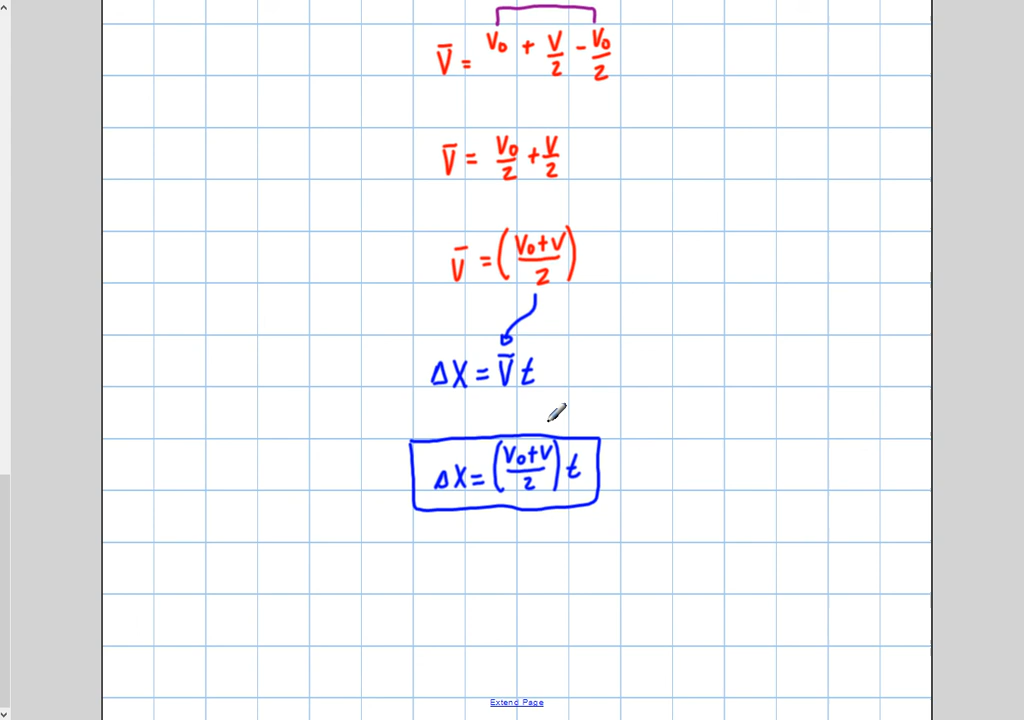 V̄ = V₀ + V/2 - V₀/2
V̄ = V₀/2 + V/2
V̄ = ((V₀+V)/2)
ΔX = V̄t
ΔX = ((V₀+V)/2) t
Extend Page